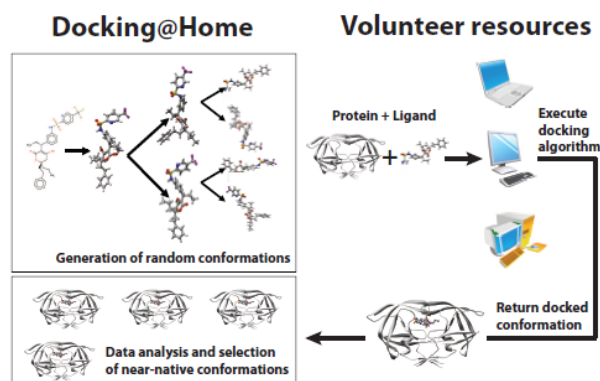 Docking@Home
Volunteer resources
Generation of random conformations
Protein + Ligand
+
Execute
docking
algorithm
Return docked
conformation
Data analysis and selection
of near-native conformations